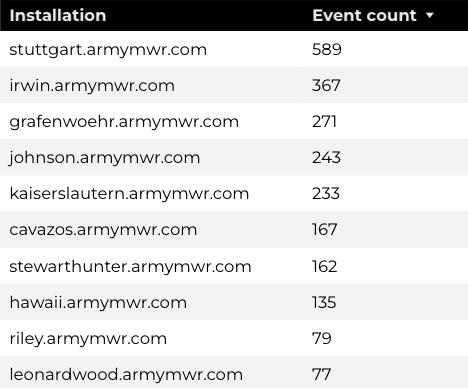 Installation Event count ▼
stuttgart.armymwr.com 589
irwin.armymwr.com 367
grafenwoehr.armymwr.com 271
johnson.armymwr.com 243
kaiserslautern.armymwr.com 233
cavazos.armymwr.com 167
stewarthunter.armymwr.com 162
hawaii.armymwr.com 135
riley.armymwr.com 79
leonardwood.armymwr.com 77